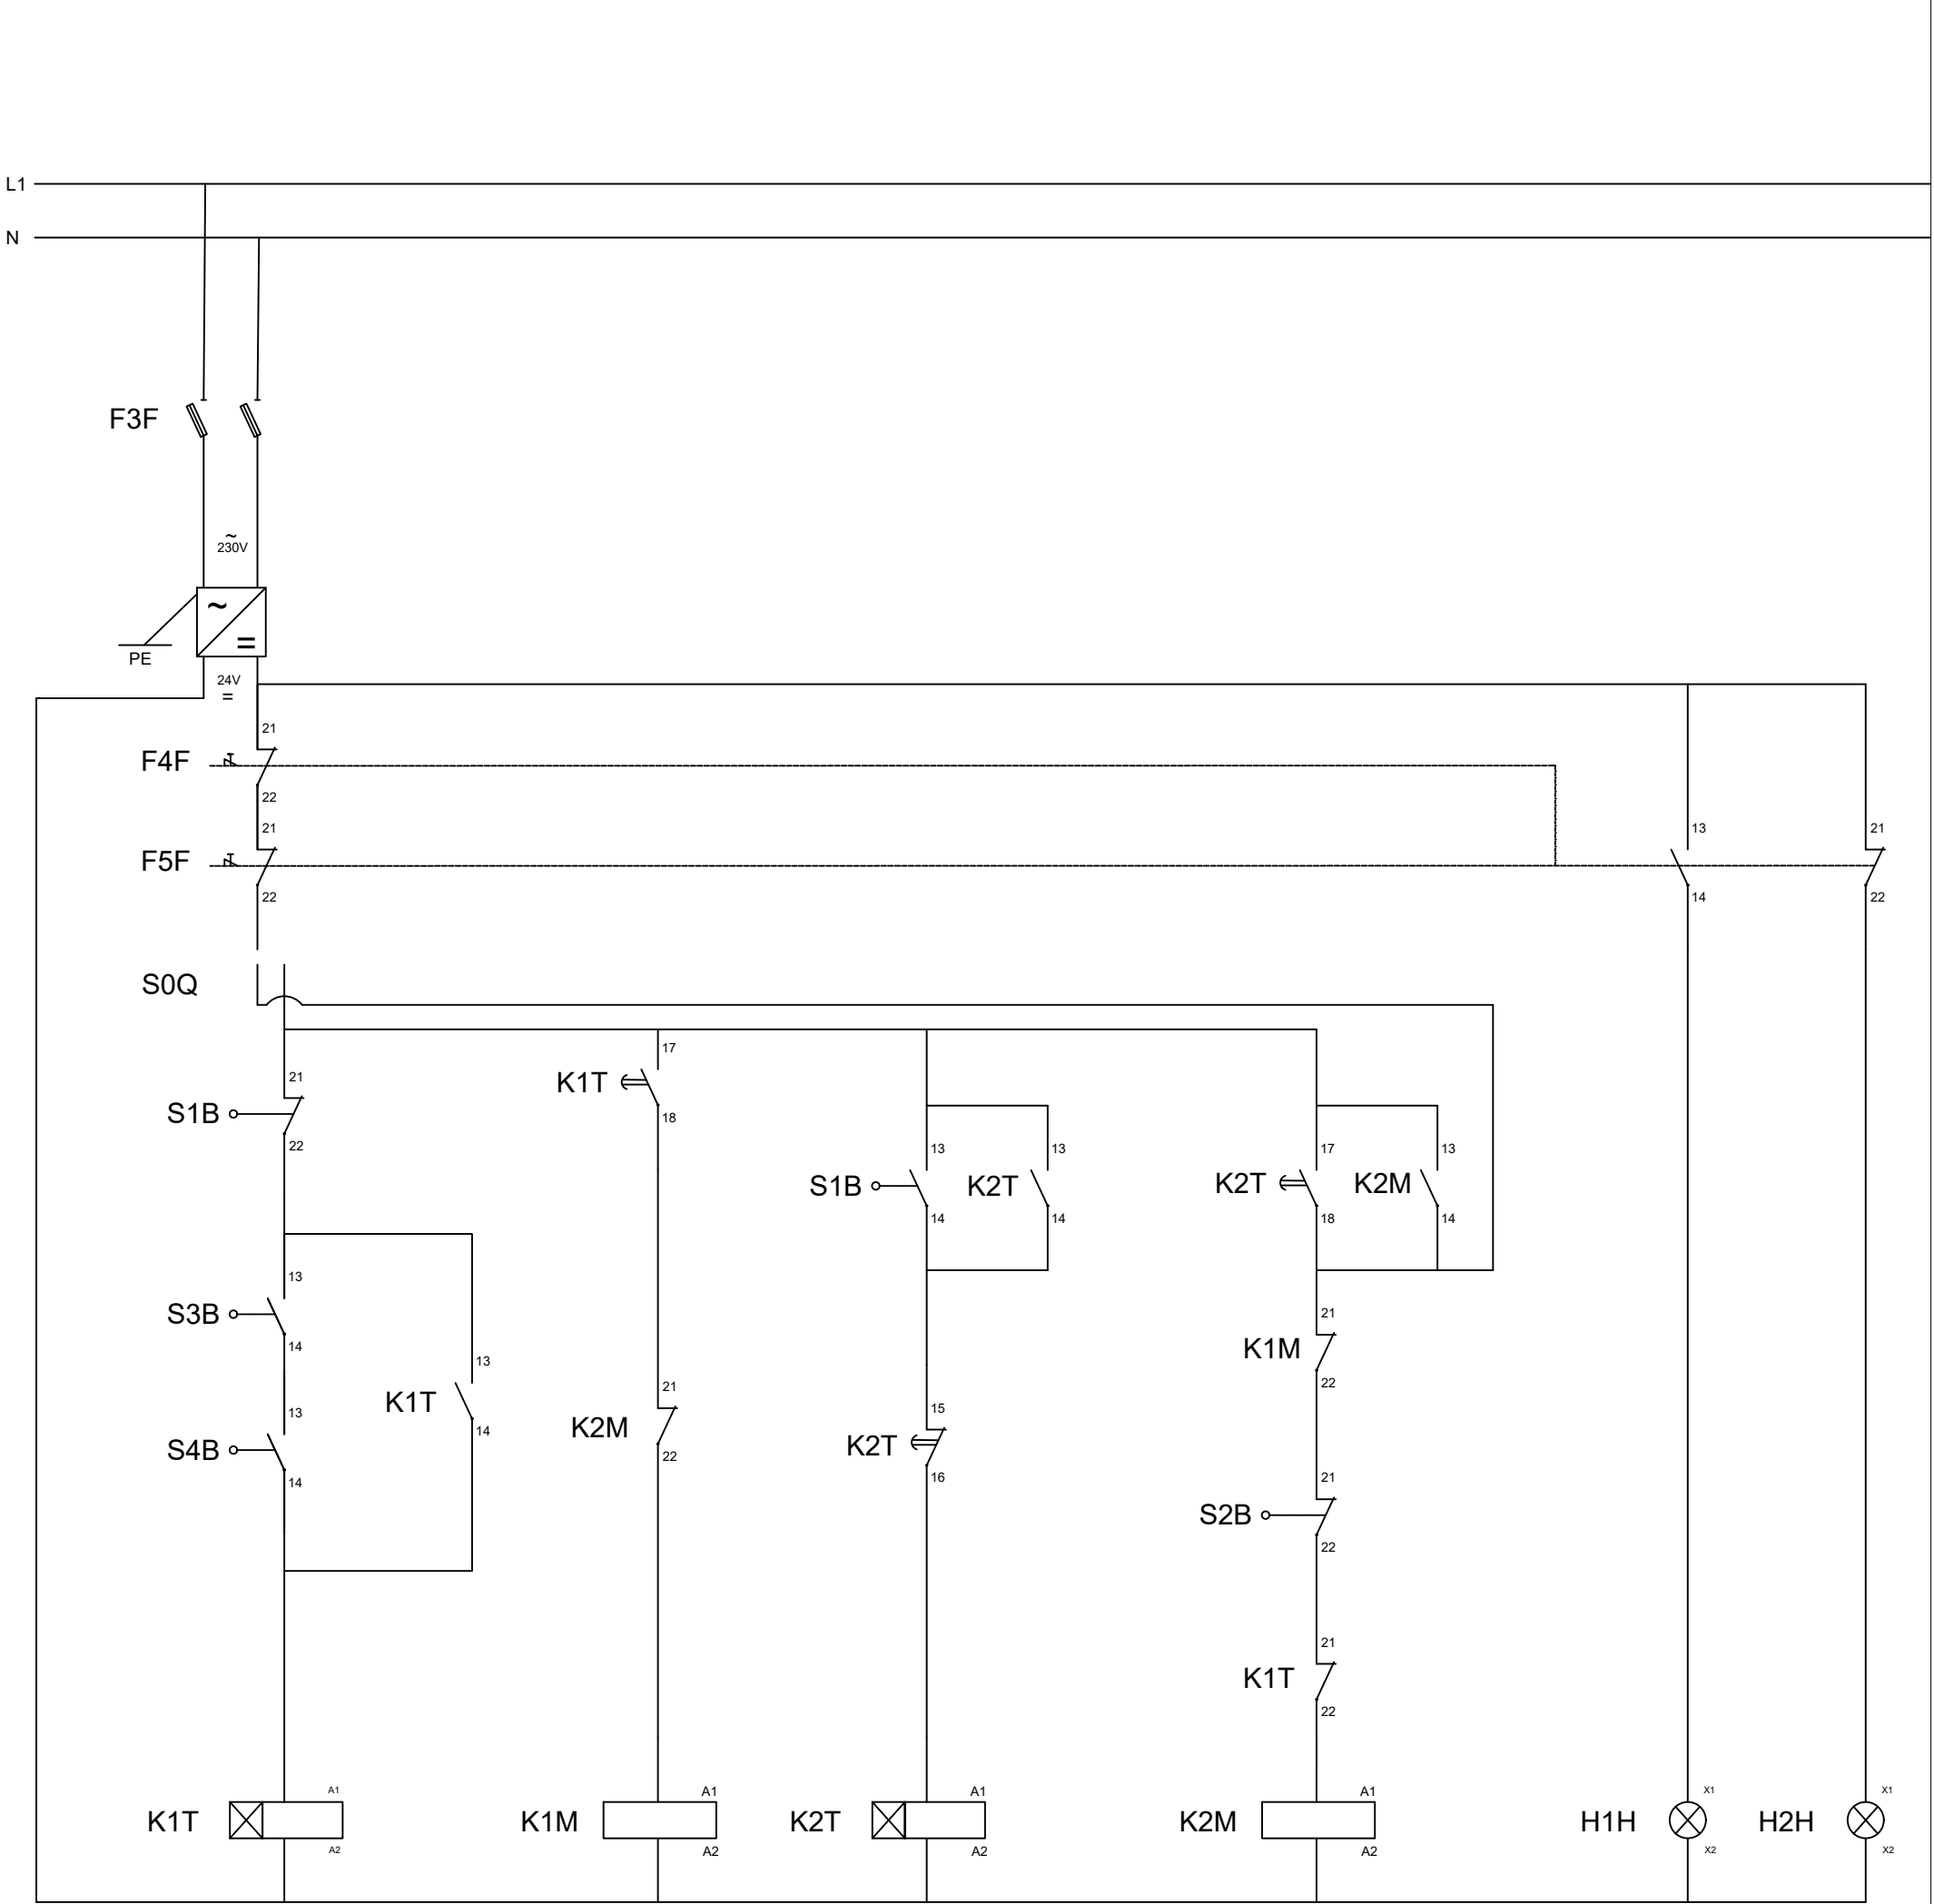 L1
N
F3F
~
230V
~
=
PE
24V
=
21
F4F
22
21
13
21
F5F
22
14
22
S0Q
17
K1T
18
21
S1B
22
13
13
17
13
S1B
K2T
K2T
K2M
14
14
18
14
13
S3B
14
21
K1M
22
13
K1T
14
13
S4B
14
21
K2M
22
15
K2T
16
21
S2B
22
21
K1T
22
A1
A1
A1
A1
X1
X1
K1T
K1M
K2T
K2M
H1H
H2H
A2
A2
A2
A2
X2
X2